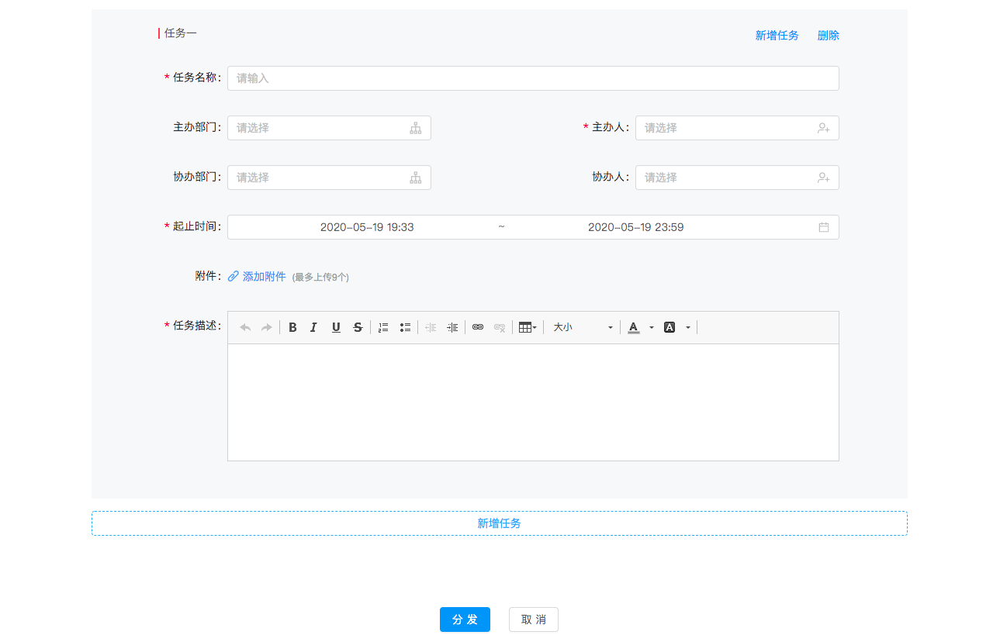 任务一 新增任务 删除
* 任务名称: 请输入
主办部门: 请选择 * 主办人: 请选择
协办部门: 请选择 协办人: 请选择
* 起止时间: 2020-05-19 19:33 ~ 2020-05-19 23:59
附件: 添加附件 (最多上传9个)
* 任务描述: B I U S 大小 A A
新增任务
分 发 取 消